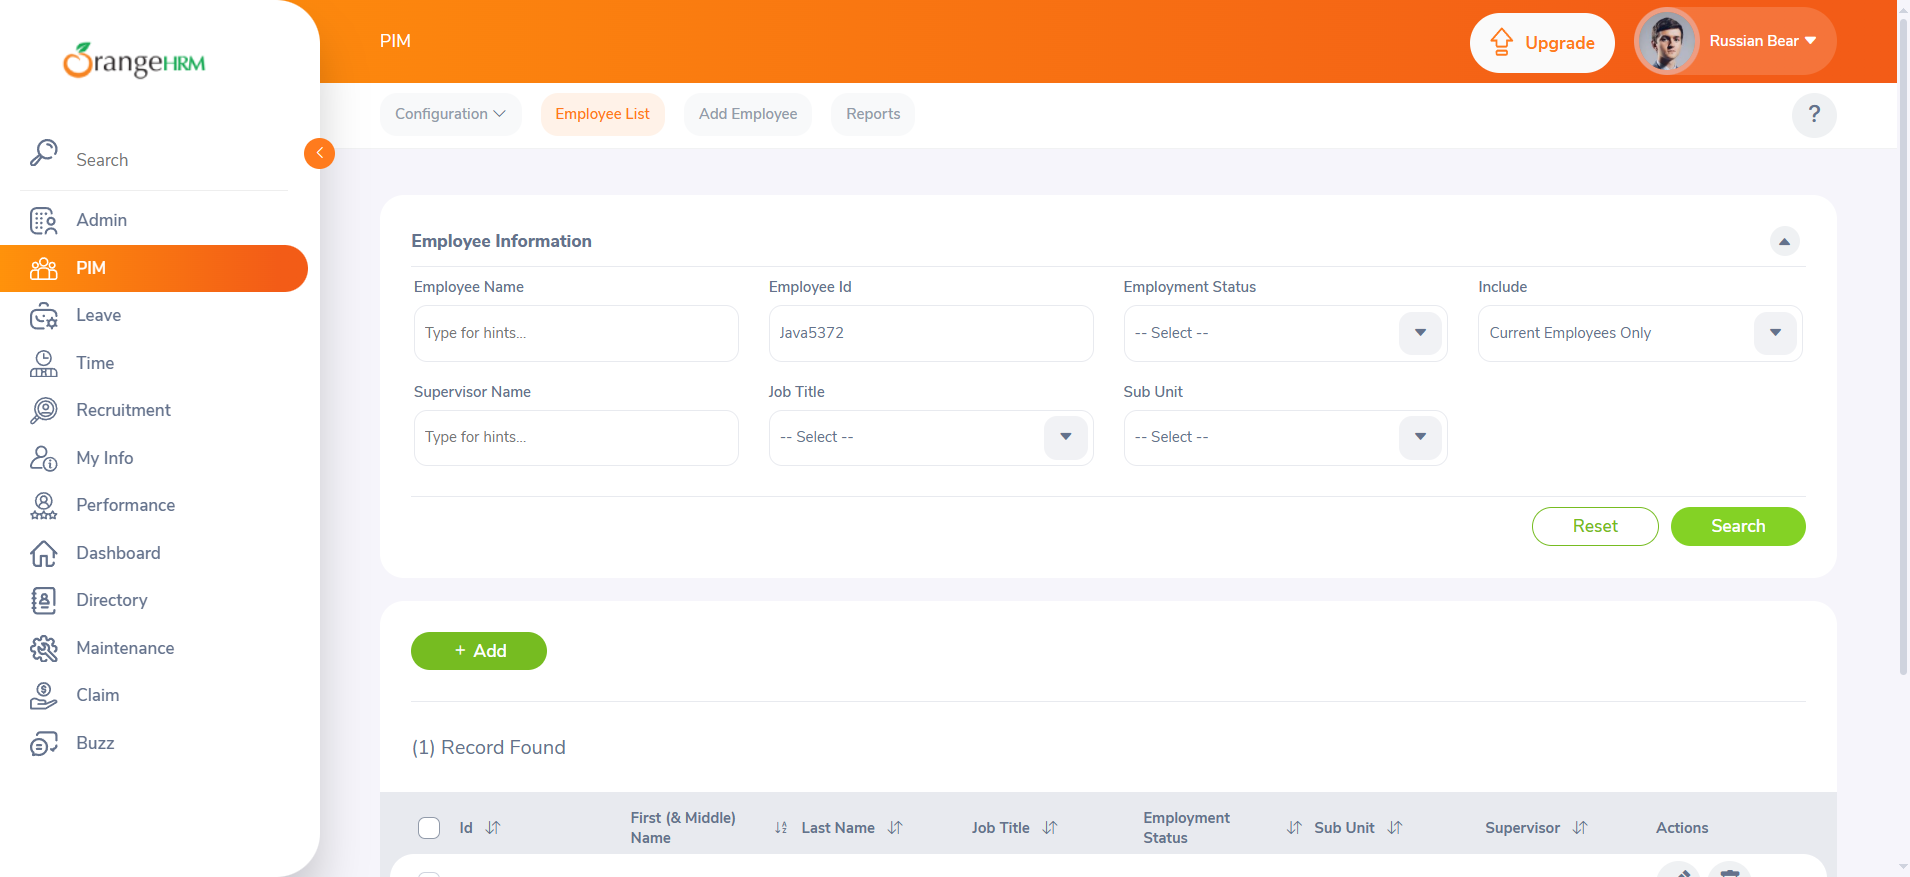 OrangeHRM
PIM
Upgrade
Russian Bear
Configuration
Employee List
Add Employee
Reports
?
Search
Admin
PIM
Leave
Time
Recruitment
My Info
Performance
Dashboard
Directory
Maintenance
Claim
Buzz
Employee Information
Employee Name
Employee Id
Employment Status
Include
Type for hints...
Java5372
-- Select --
Current Employees Only
Supervisor Name
Job Title
Sub Unit
Type for hints...
-- Select --
-- Select --
Reset
Search
+ Add
(1) Record Found
Id
First (& Middle)
Name
Last Name
Job Title
Employment
Status
Sub Unit
Supervisor
Actions